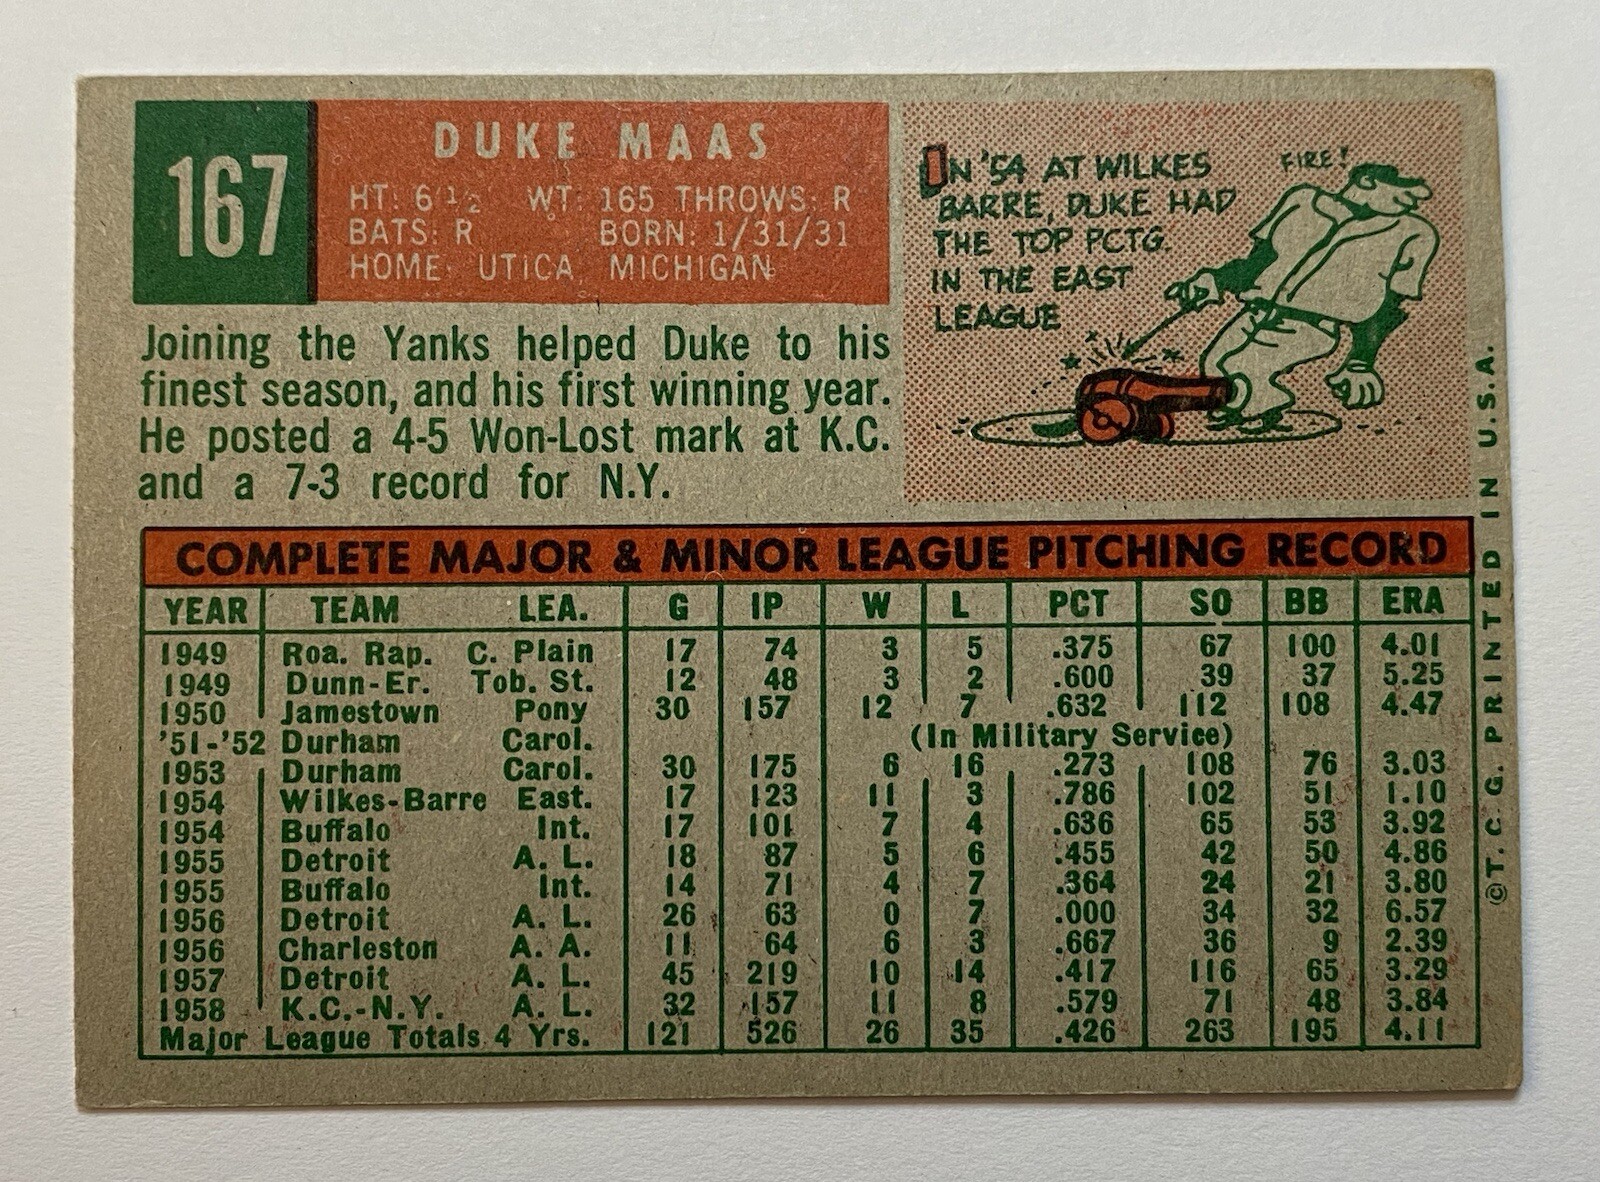 167
DUKE MAAS
HT: 6' ½ WT: 165 THROWS: R
BATS: R BORN: 1/31/31
HOME: UTICA, MICHIGAN
Joining the Yanks helped Duke to his
finest season, and his first winning year.
He posted a 4-5 Won-Lost mark at K.C.
and a 7-3 record for N.Y.
IN '54 AT WILKES
BARRE, DUKE HAD
THE TOP PCTG.
IN THE EAST
LEAGUE
FIRE!
COMPLETE MAJOR & MINOR LEAGUE PITCHING RECORD
YEAR TEAM LEA. G IP W L PCT SO BB ERA
1949 Roa. Rap. C. Plain 17 74 3 5 .375 67 100 4.01
1949 Dunn-Er. Tob. St. 12 48 3 2 .600 39 37 5.25
1950 Jamestown Pony 30 157 12 7 .632 112 108 4.47
'51-'52 Durham Carol. (In Military Service)
1953 Durham Carol. 30 175 6 16 .273 108 76 3.03
1954 Wilkes-Barre East. 17 123 11 3 .786 102 51 1.10
1954 Buffalo Int. 17 101 7 4 .636 65 53 3.92
1955 Detroit A. L. 18 87 5 6 .455 42 50 4.86
1955 Buffalo Int. 14 71 4 7 .364 24 21 3.80
1956 Detroit A. L. 26 63 0 7 .000 34 32 6.57
1956 Charleston A. A. 11 64 6 3 .667 36 9 2.39
1957 Detroit A. L. 45 219 10 14 .417 116 65 3.29
1958 K.C.-N.Y. A. L. 32 157 11 8 .579 71 48 3.84
Major League Totals 4 Yrs. 121 526 26 35 .426 263 195 4.11
©T.C.G. PRINTED IN U.S.A.